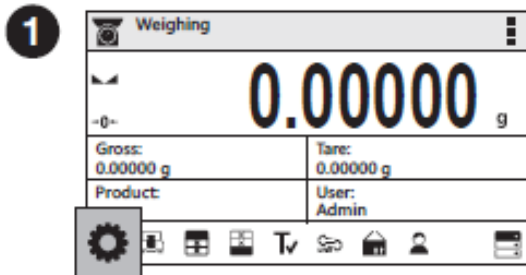 1
Weighing
0.00000 g
-0-
Gross:
0.00000 g
Tare:
0.00000 g
Product:
User:
Admin
T